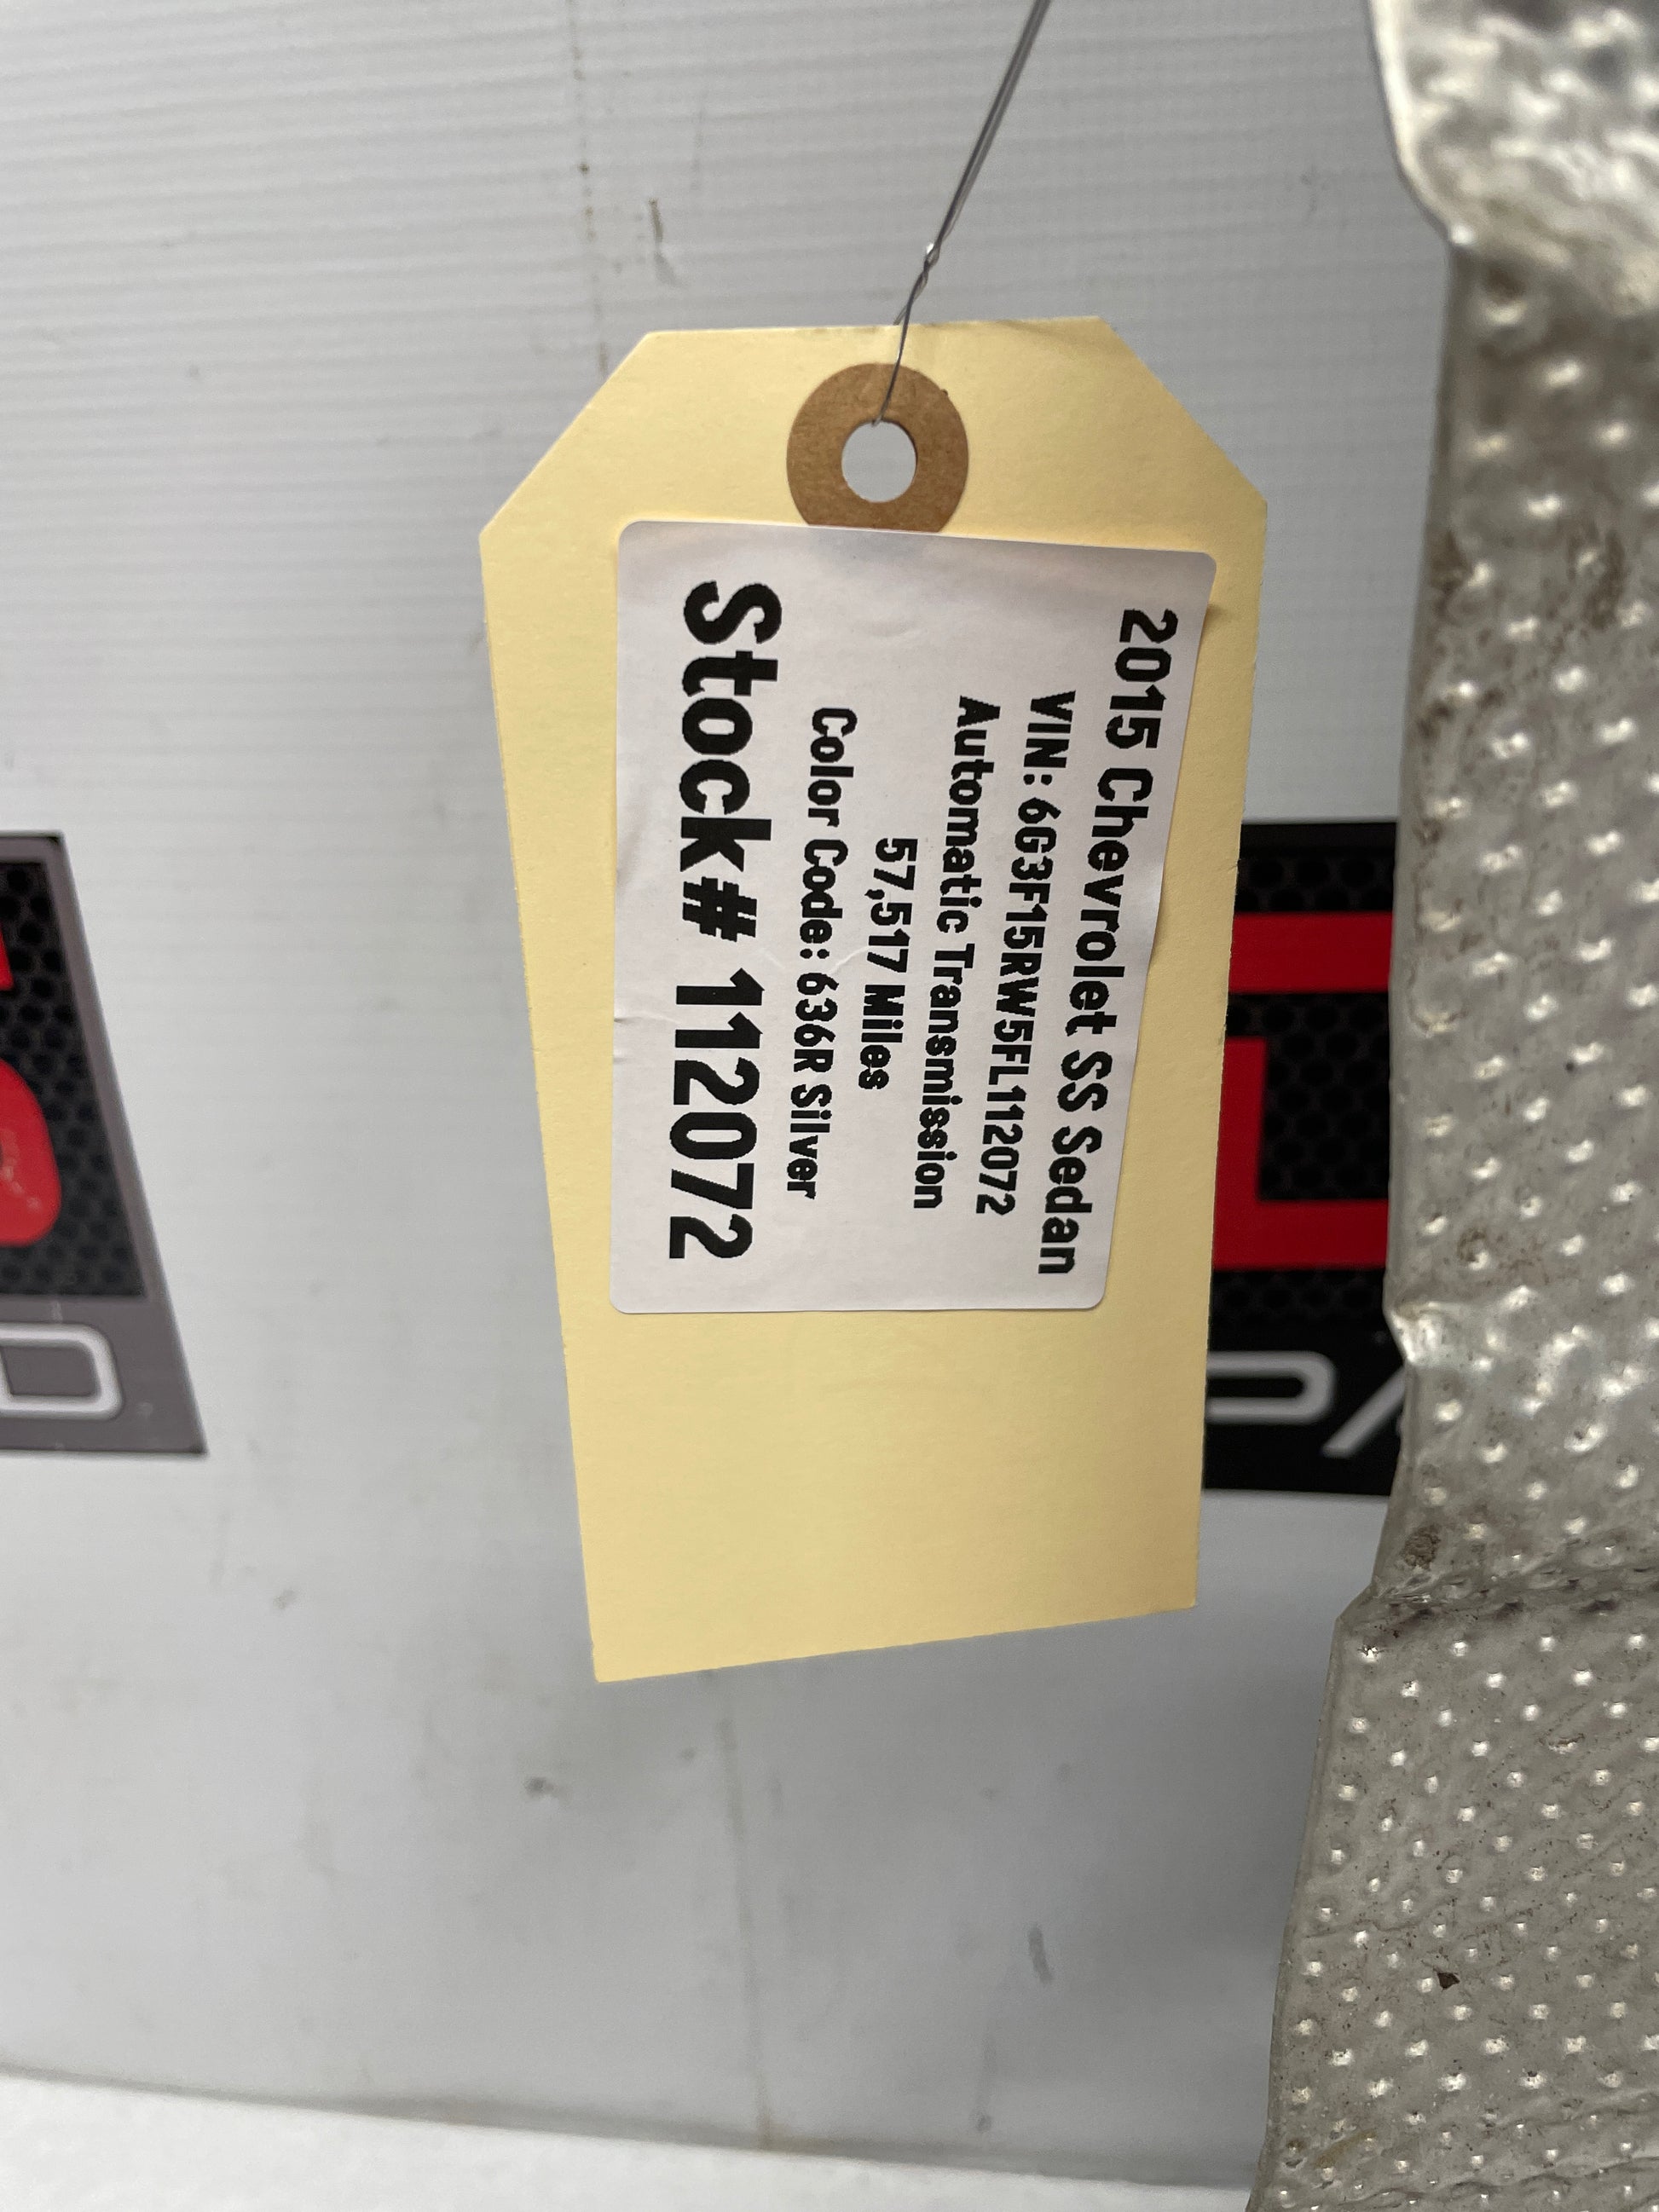 2015 Chevrolet SS Sedan
VIN: 6G3F15RW5FL112072
Automatic Transmission
57,517 Miles
Color Code: 636R Silver
Stock# 112072